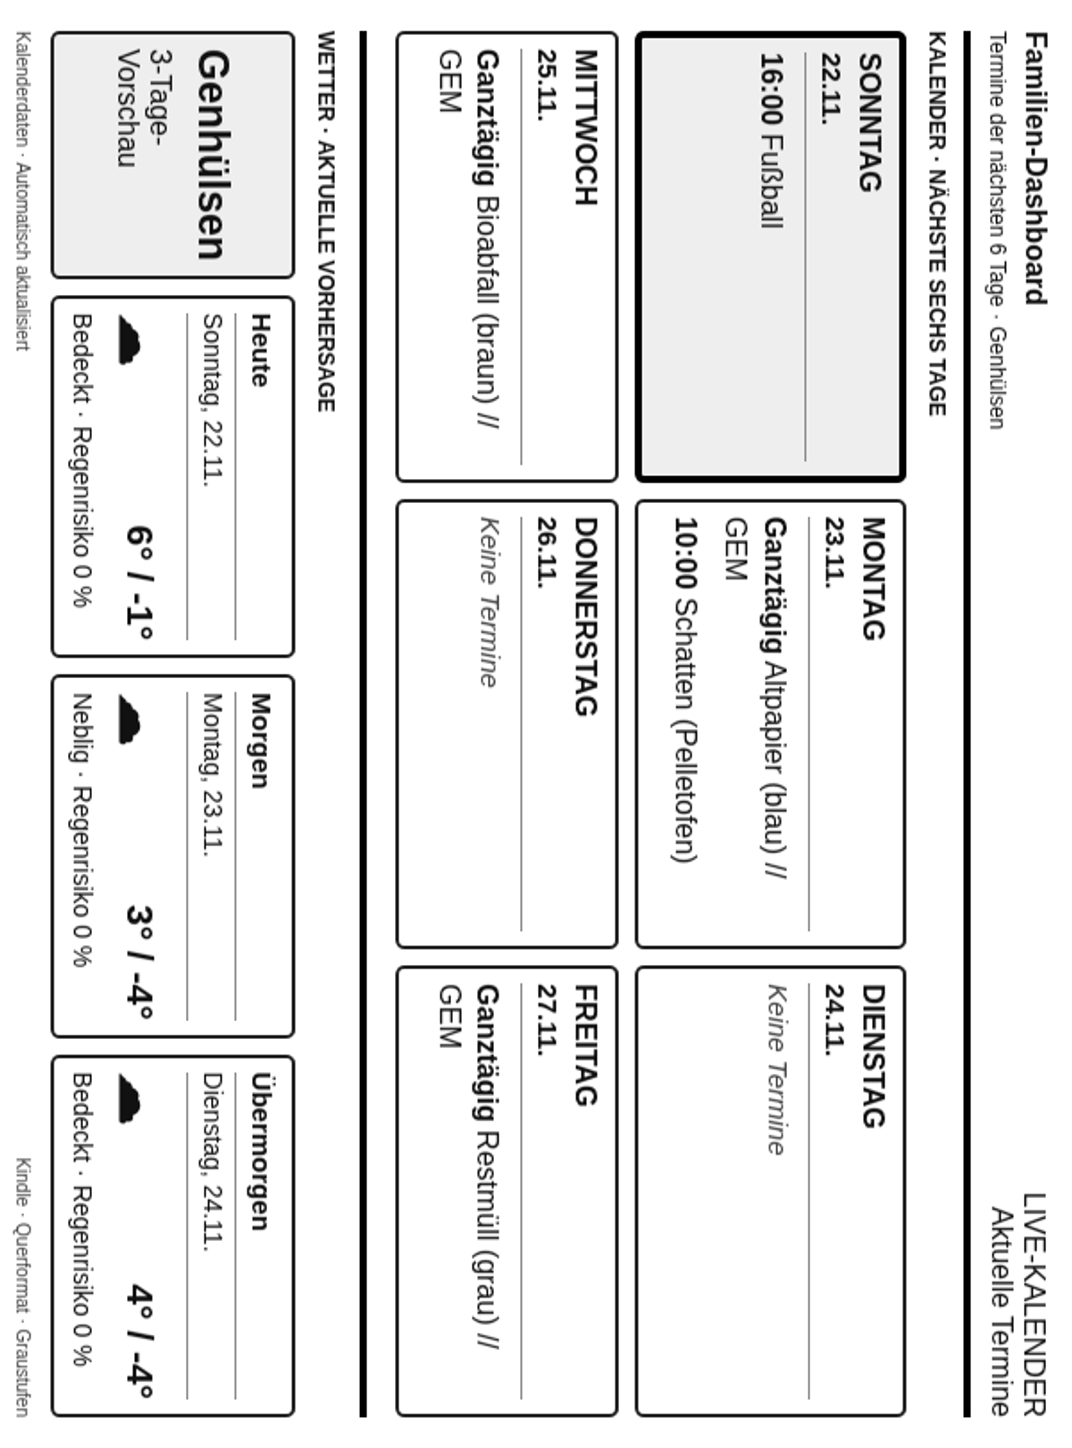 Familien-Dashboard
Termine der nächsten 6 Tage · Genhülsen
LIVE-KALENDER
Aktuelle Termine
KALENDER · NÄCHSTE SECHS TAGE
SONNTAG
22.11.
16:00 Fußball
MONTAG
23.11.
Ganztägig Altpapier (blau) //
GEM
10:00 Schatten (Pelletofen)
DIENSTAG
24.11.
Keine Termine
MITTWOCH
25.11.
Ganztägig Bioabfall (braun) //
GEM
DONNERSTAG
26.11.
Keine Termine
FREITAG
27.11.
Ganztägig Restmüll (grau) //
GEM
WETTER · AKTUELLE VORHERSAGE
Genhülsen
3-Tage-
Vorschau
Heute
Sonntag, 22.11.
6° / -1°
Bedeckt · Regenrisiko 0 %
Morgen
Montag, 23.11.
3° / -4°
Neblig · Regenrisiko 0 %
Übermorgen
Dienstag, 24.11.
4° / -4°
Bedeckt · Regenrisiko 0 %
Kalenderdaten · Automatisch aktualisiert
Kindle · Querformat · Graustufen